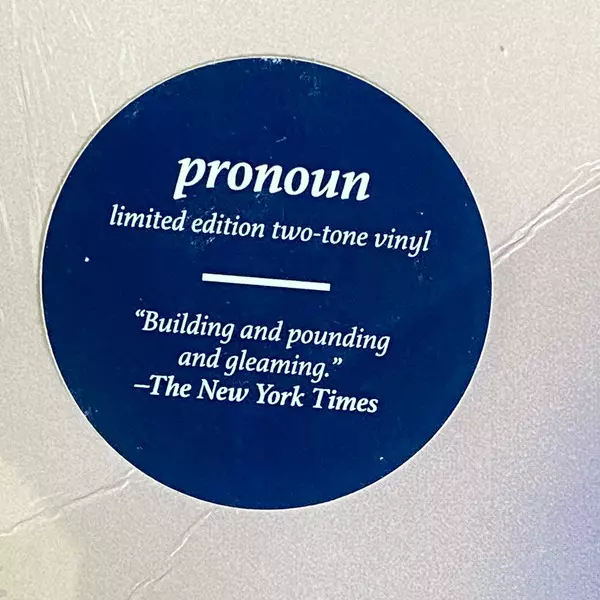 pronoun
limited edition two-tone vinyl
“Building and pounding
and gleaming.”
–The New York Times